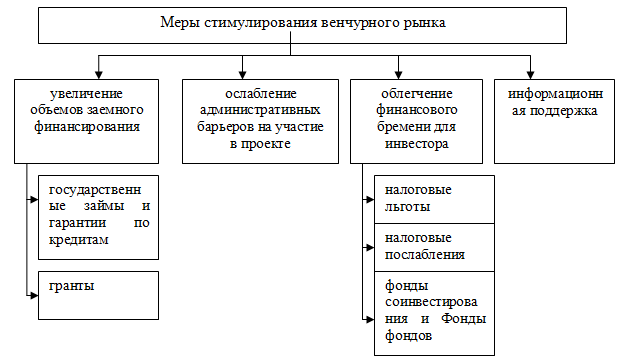 Меры стимулирования венчурного рынка
увеличение
объемов заемного
финансирования
ослабление
административных
барьеров на участие
в проекте
облегчение
финансового
бремени для
инвестора
информационн
ая поддержка
государственн
ые займы и
гарантии по
кредитам
гранты
налоговые
льготы
налоговые
послабления
фонды
соинвестирова
ния и Фонды
фондов